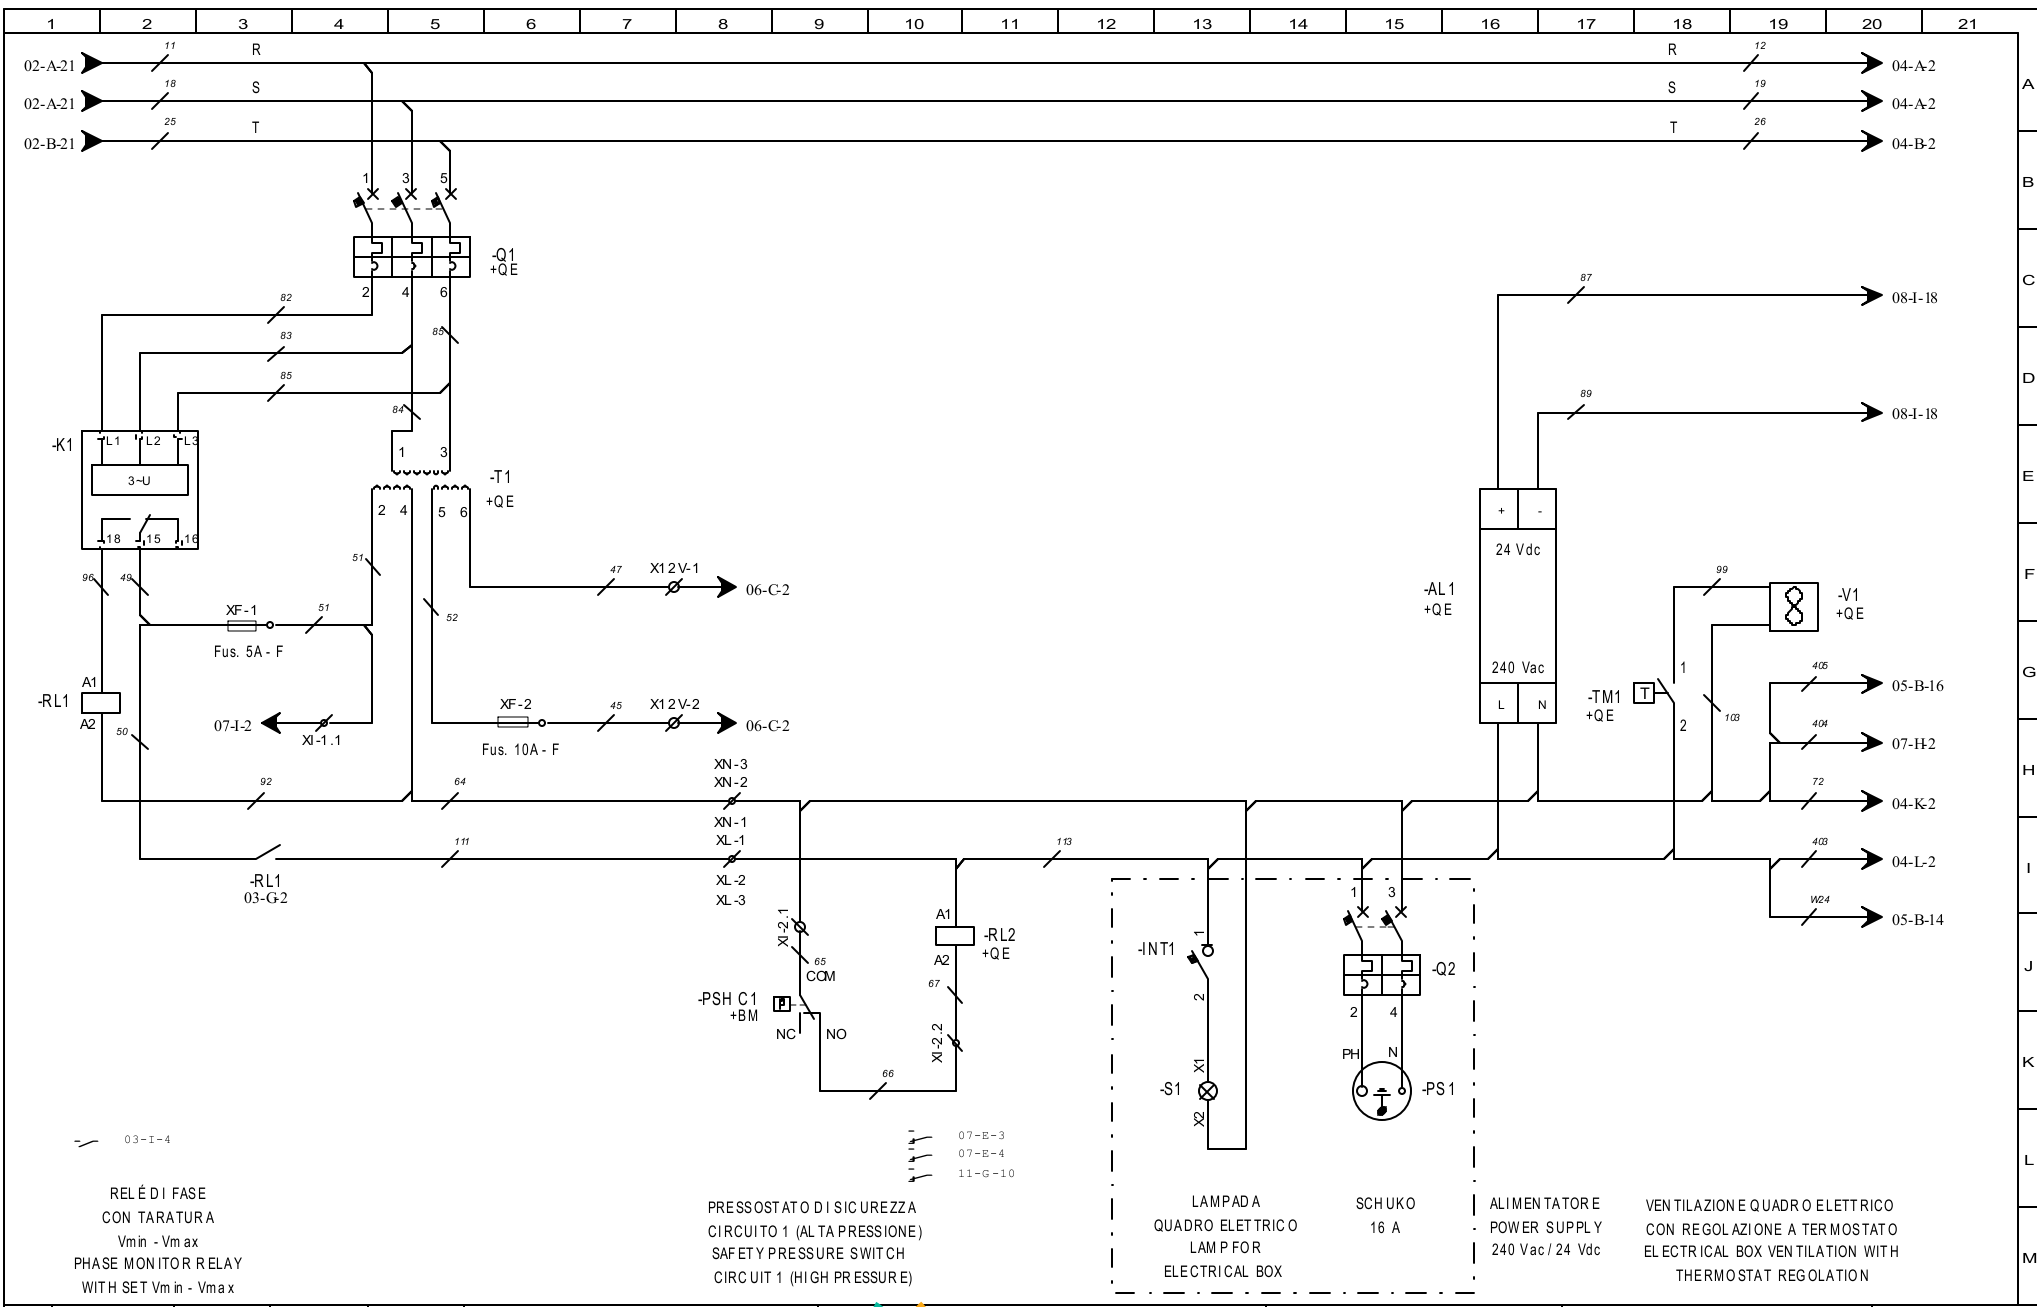 1 2 3 4 5 6 7 8 9 10 11 12 13 14 15 16 17 18 19 20 21
02-A-21 11 R R 12 04-A-2
A
02-A-21 18 S S 19 04-A-2
02-B-21 25 T T 26 04-B-2
1 3 5
B
-Q1
+QE
2 4 6
C
82
87
08-I-18
83
85
85
D
84
89
08-I-18
-K1
L1 L2 L3
1 3
3~U
-T1
+QE
E
2 4 5 6
+ -
18 15 16
24 Vdc
96 49
51
47
X12V-1
06-C-2
F
-AL1
+QE
99
-V1
+QE
XF-1
51
52
Fus. 5A - F
240 Vac
L N
A1
-RL1
A2
50
07-I-2
XI-1.1
XF-2
45
X12V-2
06-C-2
Fus. 10A - F
-TM1
+QE
T
1
2
103
405
05-B-16
G
404
07-H-2
XN-3
XN-2
XN-1
92
64
72
04-K-2
H
XL-1
XL-2
XL-3
111
113
403
04-L-2
-RL1
03-G-2
I
W24
05-B-14
XI-2.1
65
COM
-PSH C1
+BM
P
NC NO
A1
-RL2
+QE
A2
67
XI-2.2
66
-INT1
1
2
1 3
-Q2
2 4
J
PH N
-PS1
K
X1
-S1
X2
03-I-4
07-E-3
07-E-4
11-G-10
L
RELÉ DI FASE
CON TARATURA
Vmin - Vmax
PHASE MONITOR RELAY
WITH SET Vmin - Vmax
PRESSOSTATO DI SICUREZZA
CIRCUITO 1 (ALTA PRESSIONE)
SAFETY PRESSURE SWITCH
CIRCUIT 1 (HIGH PRESSURE)
LAMPADA
QUADRO ELETTRICO
LAMP FOR
ELECTRICAL BOX
SCHUKO
16 A
ALIMENTATORE
POWER SUPPLY
240 Vac / 24 Vdc
VENTILAZIONE QUADRO ELETTRICO
CON REGOLAZIONE A TERMOSTATO
ELECTRICAL BOX VENTILATION WITH
THERMOSTAT REGOLATION
M